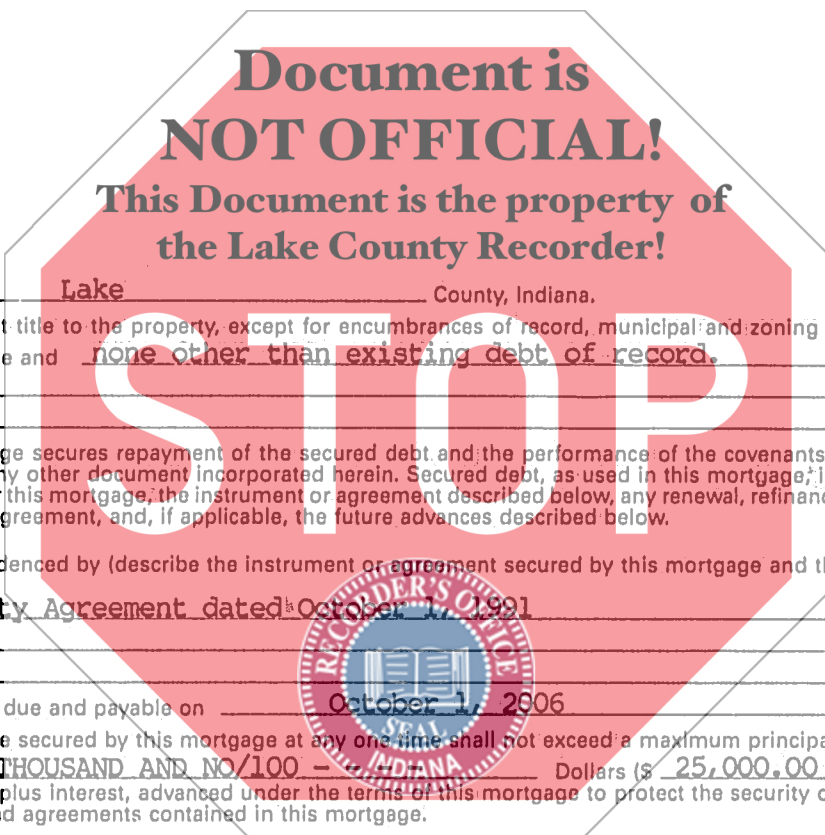 Document is
NOT OFFICIAL!
This Document is the property of
the Lake County Recorder!
Lake County, Indiana.
t title to the property, except for encumbrances of record, municipal and zoning
e and none other than existing debt of record.
STOP
ge secures repayment of the secured debt and the performance of the covenants
y other document incorporated herein. Secured debt, as used in this mortgage, i
this mortgage, the instrument or agreement described below, any renewal, refinanc
greement, and, if applicable, the future advances described below.
denced by (describe the instrument or agreement secured by this mortgage and th
ty Agreement dated October 1, 1991
RECORDER'S OFFICE
SEAL
INDIANA
due and payable on October 1, 2006
e secured by this mortgage at any one time shall not exceed a maximum principa
THOUSAND AND NO/100 - - - - Dollars ($ 25,000.00
plus interest, advanced under the terms of this mortgage to protect the security o
d agreements contained in this mortgage.